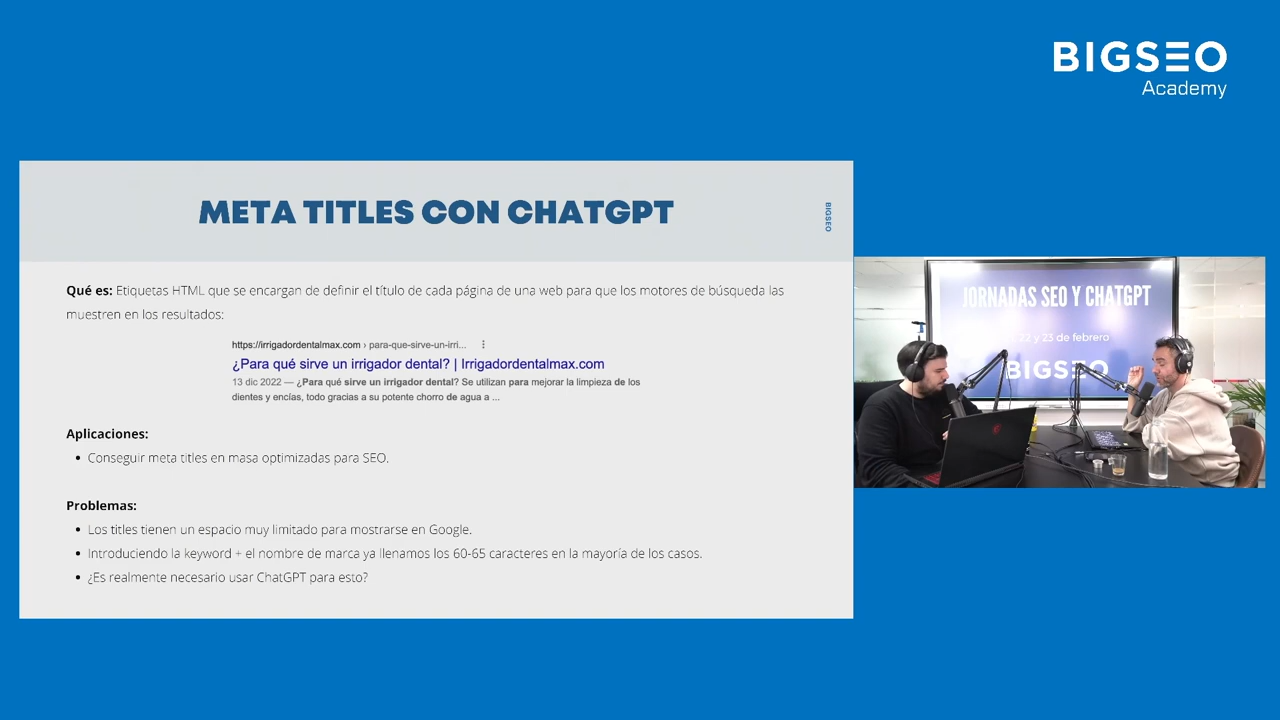 BIGSEO
Academy
META TITLES CON CHATGPT
BIGSEO
Qué es: Etiquetas HTML que se encargan de definir el título de cada página de una web para que los motores de búsqueda las
muestren en los resultados:
https://irrigadordentalmax.com › para-que-sirve-un-irri...
¿Para qué sirve un irrigador dental? | Irrigadordentalmax.com
13 dic 2022 — ¿Para qué sirve un irrigador dental? Se utilizan para mejorar la limpieza de los
dientes y encías, todo gracias a su potente chorro de agua a ...
Aplicaciones:
• Conseguir meta titles en masa optimizadas para SEO.
Problemas:
• Los titles tienen un espacio muy limitado para mostrarse en Google.
• Introduciendo la keyword + el nombre de marca ya llenamos los 60-65 caracteres en la mayoría de los casos.
• ¿Es realmente necesario usar ChatGPT para esto?
JORNADAS SEO Y CHATGPT
22 y 23 de febrero
BIGSEO